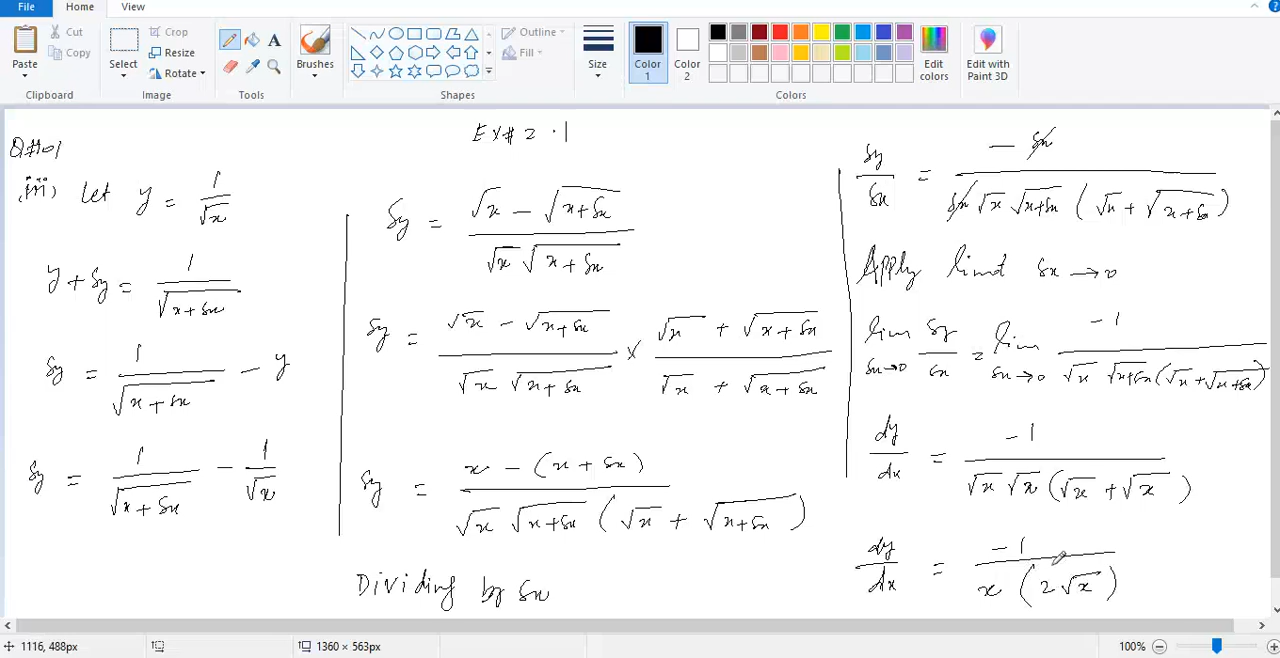 File Home View
Paste Cut Copy Clipboard
Select Crop Resize Rotate Image
Tools
Brushes
Outline Fill Shapes
Size
Color 1 Color 2 Edit colors Colors
Edit with Paint 3D
EX# 2.1
Q#01
let y = 1/√x
y + δy = 1/√(x+δx)
δy = 1/√(x+δx) − y
δy = 1/√(x+δx) − 1/√x
δy = (√x − √(x+δx))/(√x √(x+δx))
δy = (√x − √(x+δx))/(√x √(x+δx)) × (√x + √(x+δx))/(√x + √(x+δx))
δy = (x − (x+δx))/(√x √(x+δx) (√x + √(x+δx)))
Dividing by δx
δy/δx = −δx/(δx √x √(x+δx) (√x + √(x+δx)))
Apply limit δx → 0
lim δx→0 δy/δx = lim δx→0 −1/(√x √(x+δx) (√x + √(x+δx)))
dy/dx = −1/(√x √x (√x + √x))
dy/dx = −1/(x (2√x))
1116, 488px 1360 × 563px 100%